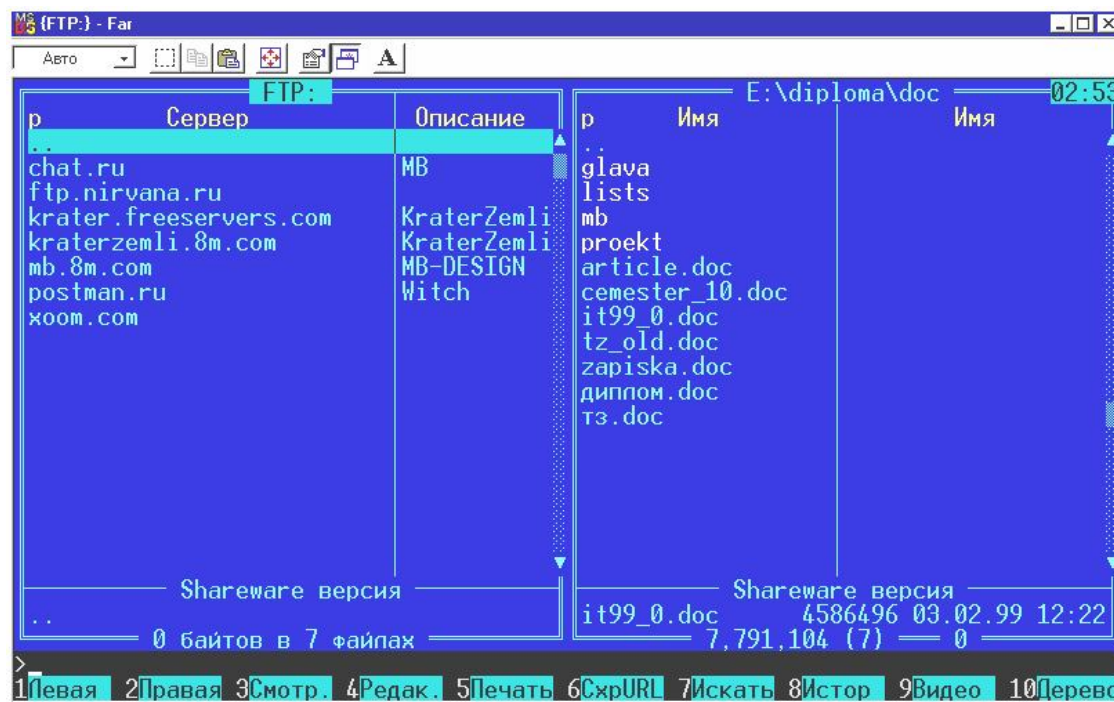 {FTP:} - Far
Авто
A
FTP: E:\diploma\doc 02:53
р Сервер Описание р Имя Имя
.. ..
chat.ru MB glava
ftp.nirvana.ru lists
krater.freeservers.com KraterZemli mb
kraterzemli.8m.com KraterZemli proekt
mb.8m.com MB-DESIGN article.doc
postman.ru Witch cemester_10.doc
xoom.com it99_0.doc
tz_old.doc
zapiska.doc
диплом.doc
тз.doc
Shareware версия Shareware версия
.. it99_0.doc 4586496 03.02.99 12:22
0 байтов в 7 файлах 7,791,104 (7) 0
>_
1Левая 2Правая 3Смотр. 4Редак. 5Печать 6СхрURL 7Искать 8Истор 9Видео 10Дерево